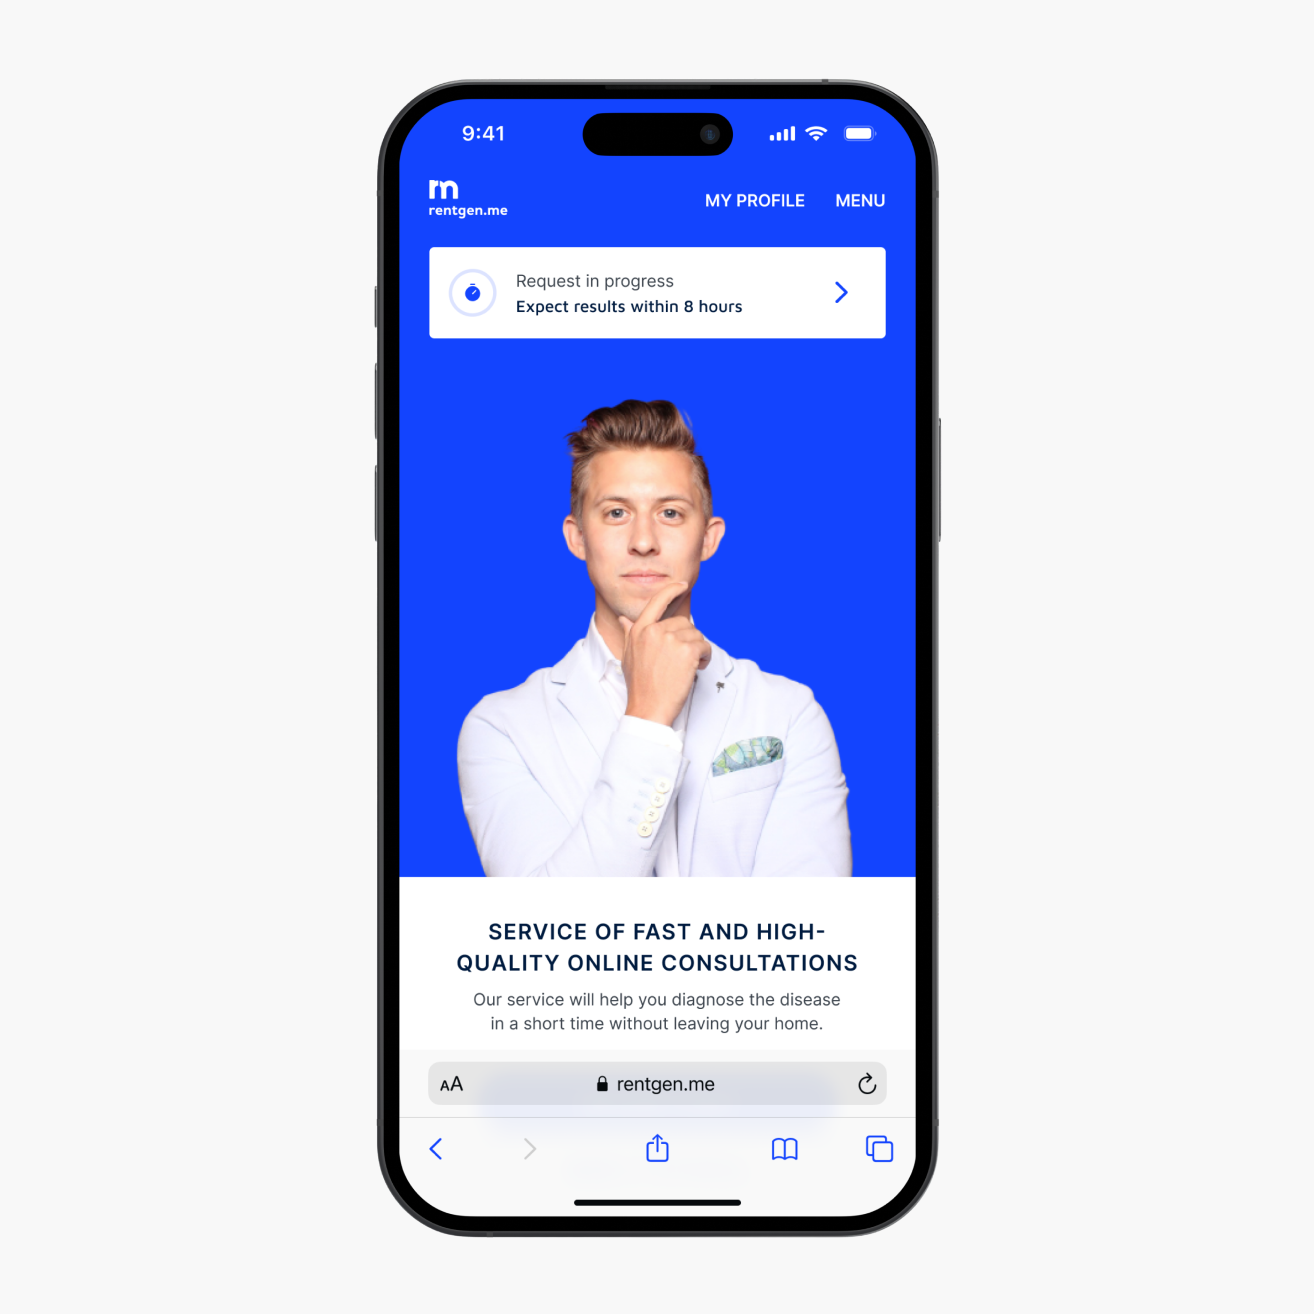 9:41
rentgen.me
MY PROFILE MENU
Request in progress
Expect results within 8 hours
SERVICE OF FAST AND HIGH-
QUALITY ONLINE CONSULTATIONS
Our service will help you diagnose the disease
in a short time without leaving your home.
AA rentgen.me